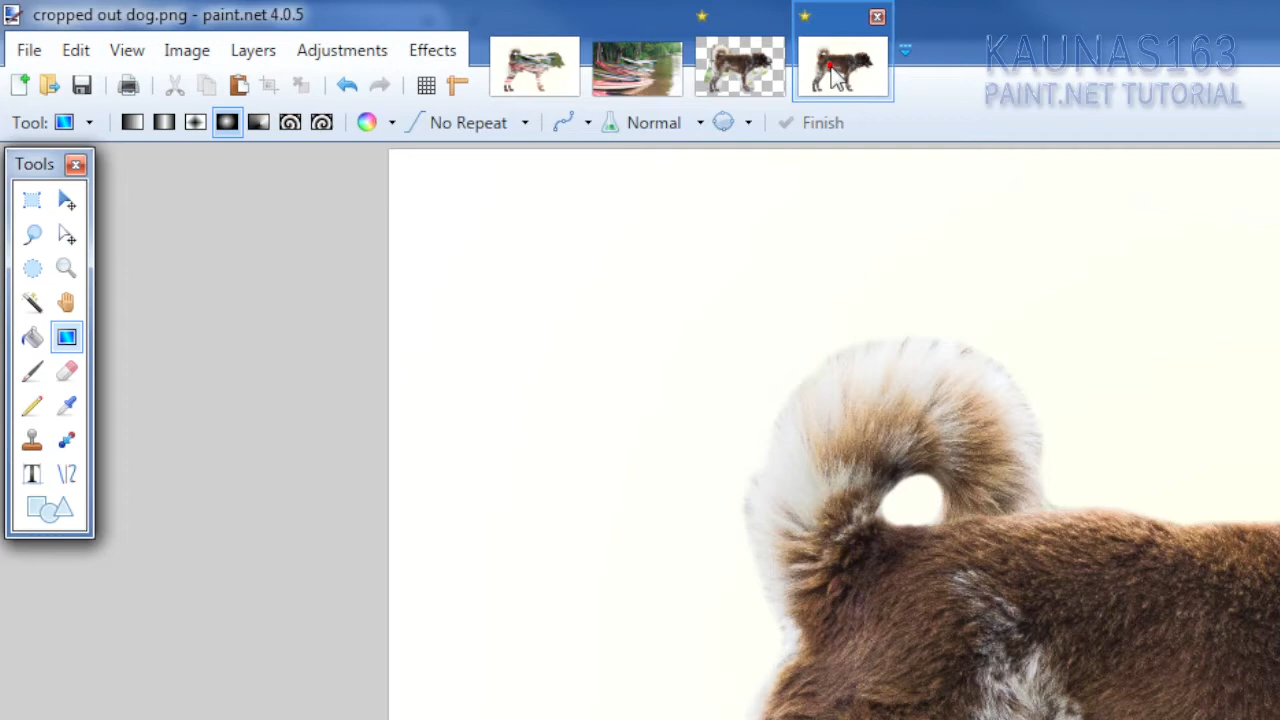 cropped out dog.png - paint.net 4.0.5
File Edit View Image Layers Adjustments Effects
KAUNAS163
PAINT.NET TUTORIAL
Tool: No Repeat Normal Finish
Tools
T